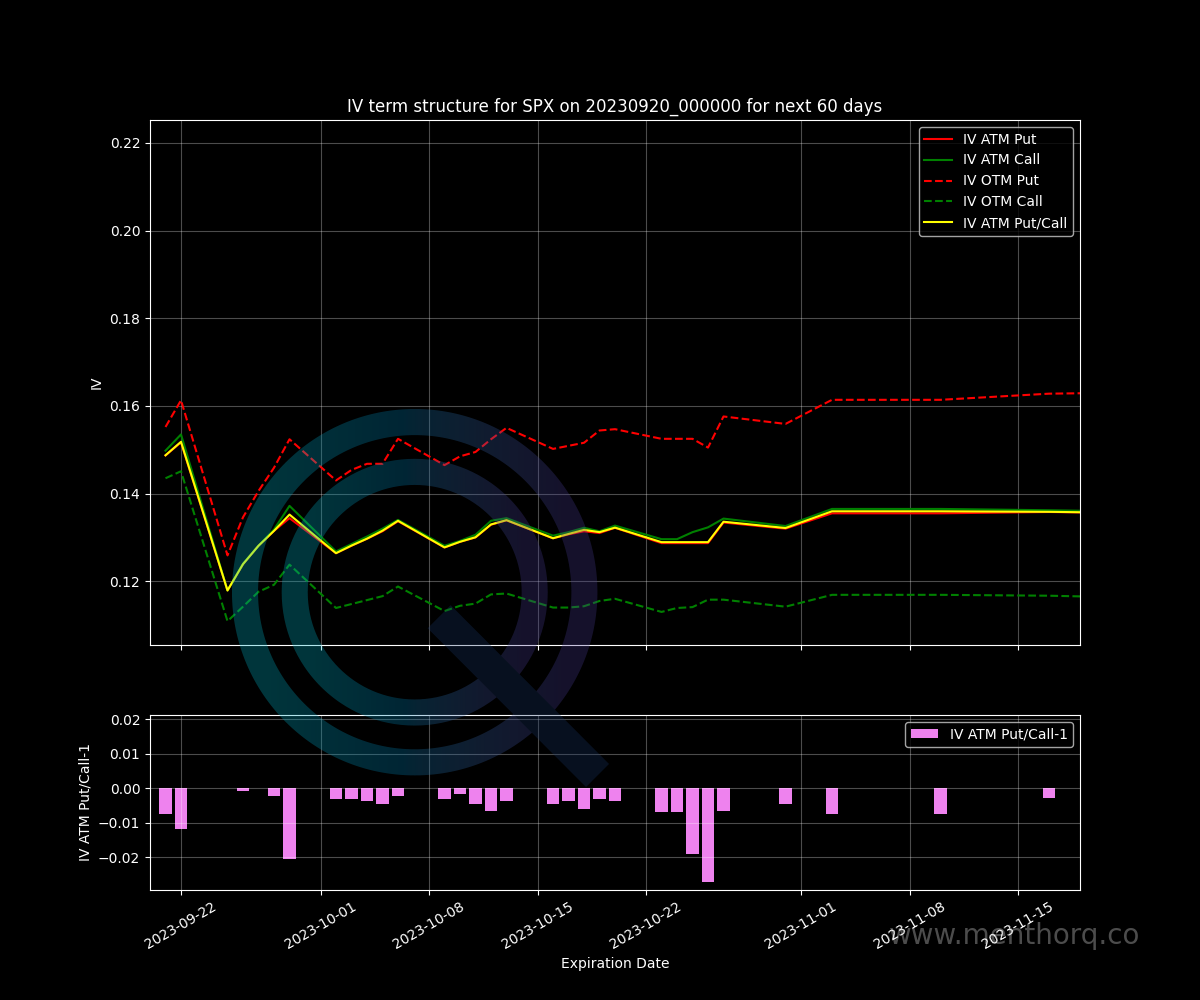 IV term structure for SPX on 20230920_000000 for next 60 days
IV ATM Put
IV ATM Call
IV OTM Put
IV OTM Call
IV ATM Put/Call
0.22
0.20
0.18
0.16
0.14
0.12
IV
IV ATM Put/Call-1
0.02
0.01
0.00
−0.01
−0.02
IV ATM Put/Call-1
2023-09-22
2023-10-01
2023-10-08
2023-10-15
2023-10-22
2023-11-01
2023-11-08
2023-11-15
www.menthorq.co
Expiration Date